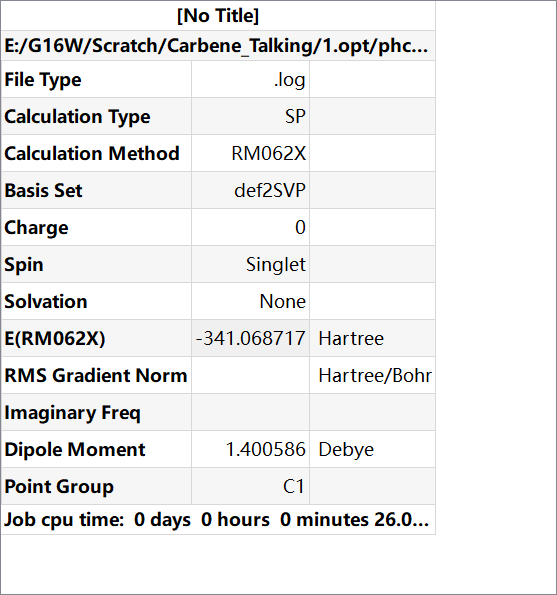 [No Title]
E:/G16W/Scratch/Carbene_Talking/1.opt/phc...
File Type .log
Calculation Type SP
Calculation Method RM062X
Basis Set def2SVP
Charge 0
Spin Singlet
Solvation None
E(RM062X) -341.068717 Hartree
RMS Gradient Norm Hartree/Bohr
Imaginary Freq
Dipole Moment 1.400586 Debye
Point Group C1
Job cpu time: 0 days 0 hours 0 minutes 26.0...